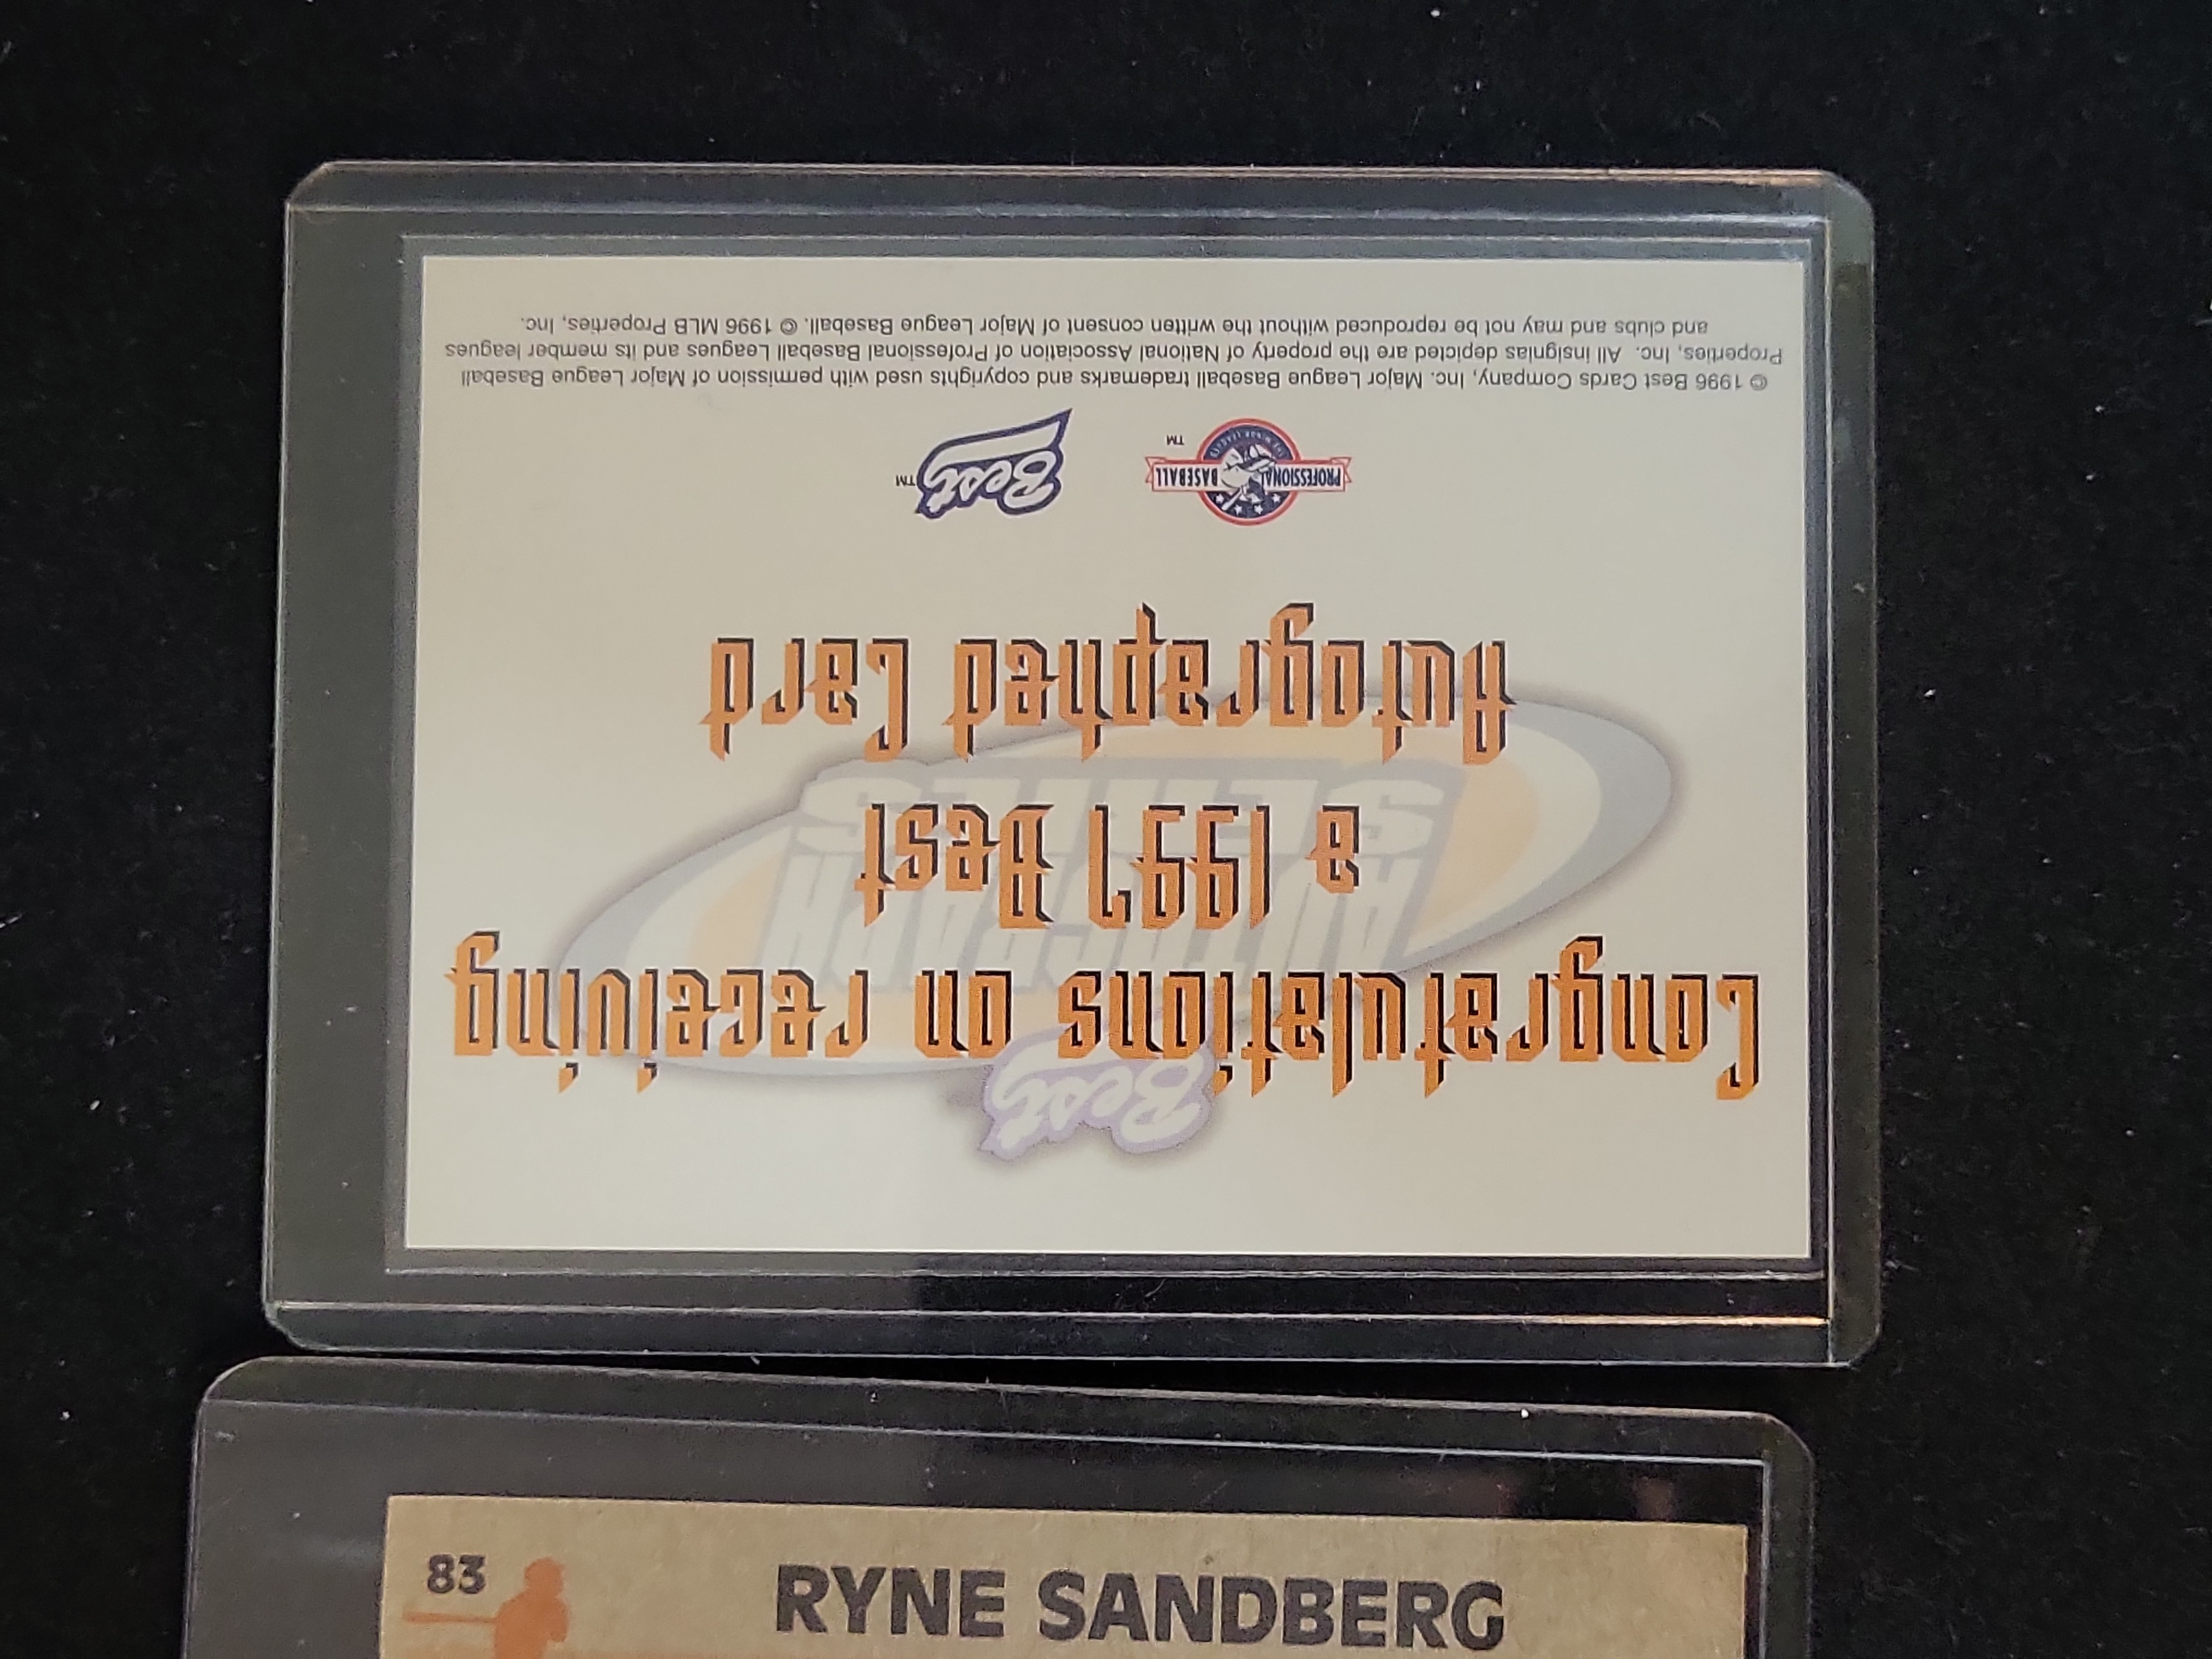 Congratulations on receiving
a 1997 Best
Autographed Card
Best
AUTOGRAPH
SERIES
PROFESSIONAL BASEBALL
TM
Best TM
© 1996 Best Cards Company, Inc. Major League Baseball trademarks and copyrights used with permission of Major League Baseball
Properties, Inc. All insignias depicted are the property of National Association of Professional Baseball Leagues and its member leagues
and clubs and may not be reproduced without the written consent of Major League Baseball. © 1996 MLB Properties, Inc.
83
RYNE SANDBERG